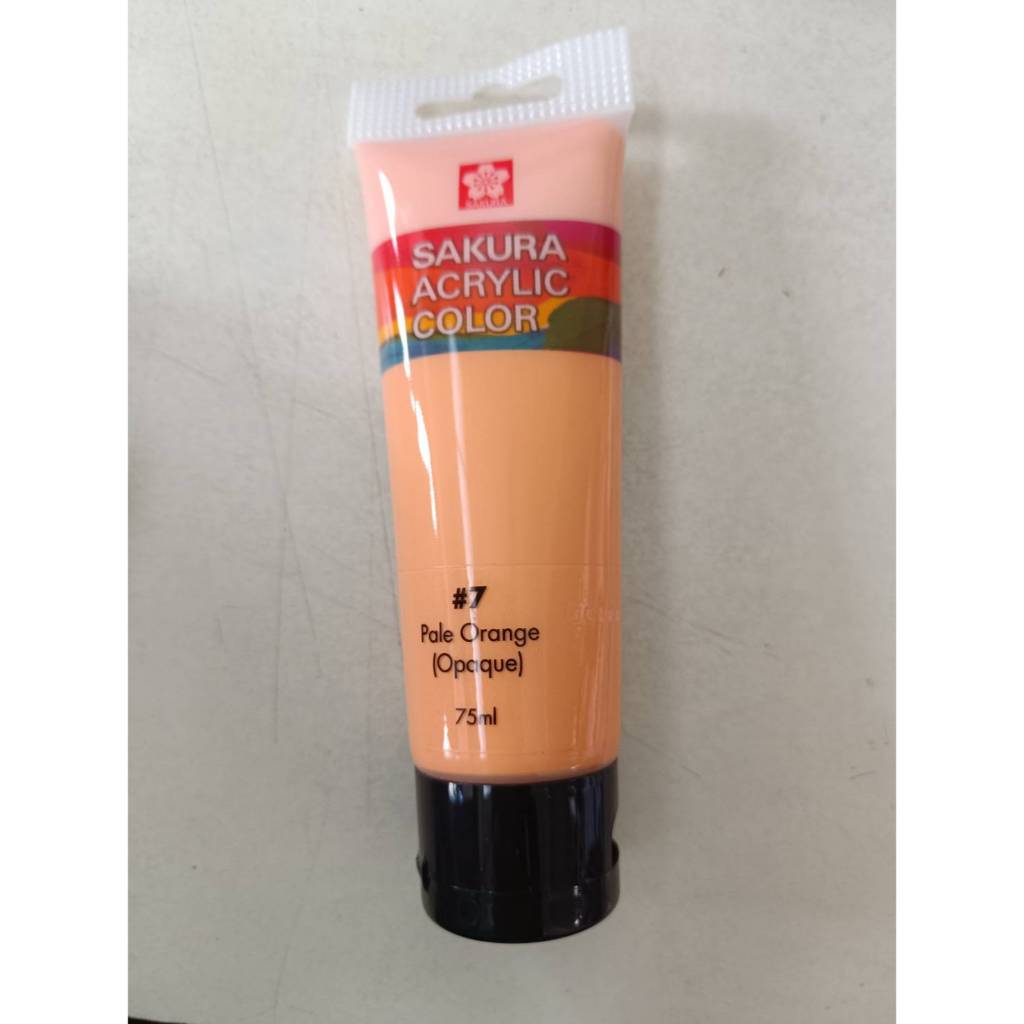 SAKURA
SAKURA
ACRYLIC
COLOR
#7
Pale Orange
(Opaque)
75ml